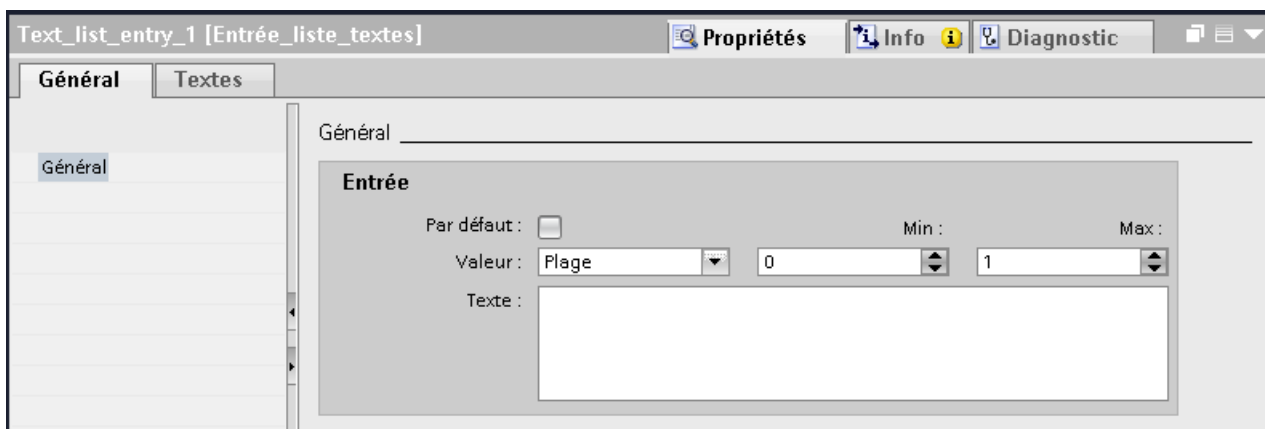 Text_list_entry_1 [Entrée_liste_textes] Propriétés Info Diagnostic
Général Textes
Général
Général
Entrée
Par défaut : Min : Max :
Valeur : Plage 0 1
Texte :